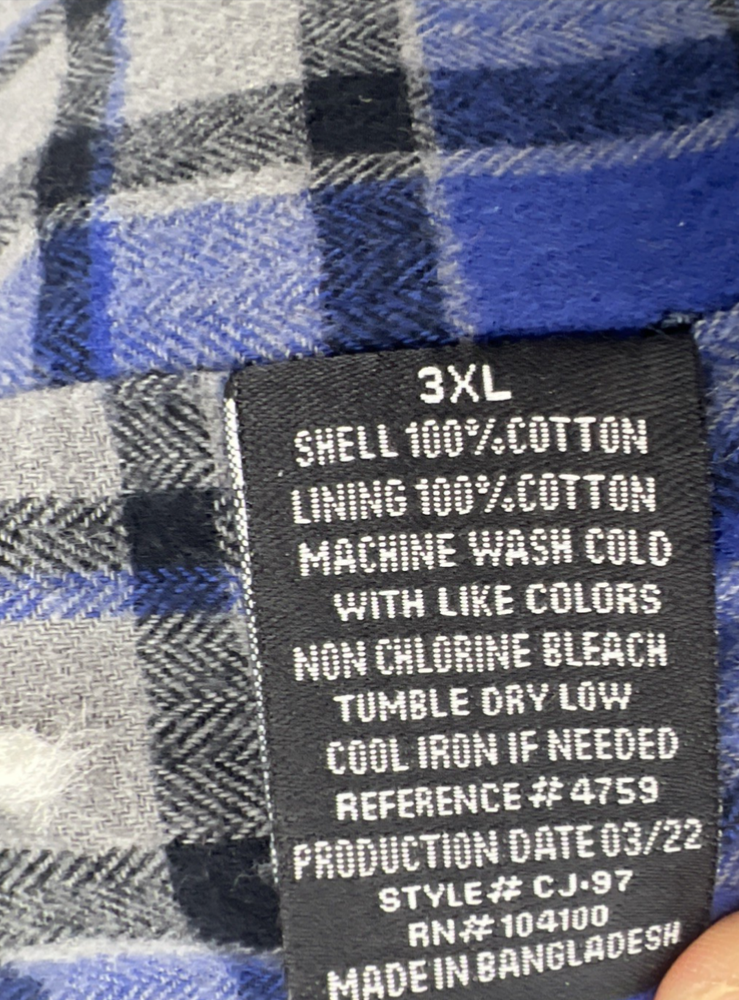 3XL
SHELL 100% COTTON
LINING 100% COTTON
MACHINE WASH COLD
WITH LIKE COLORS
NON CHLORINE BLEACH
TUMBLE DRY LOW
COOL IRON IF NEEDED
REFERENCE # 4759
PRODUCTION DATE 03/22
STYLE# CJ-97
RN# 104100
MADE IN BANGLADESH